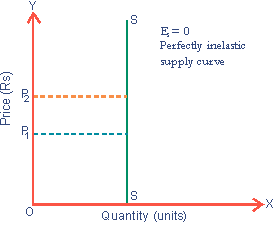 Y
S
Es = 0
Perfectly inelastic
supply curve
P2
P1
Price (Rs)
S
O
X
Quantity (units)